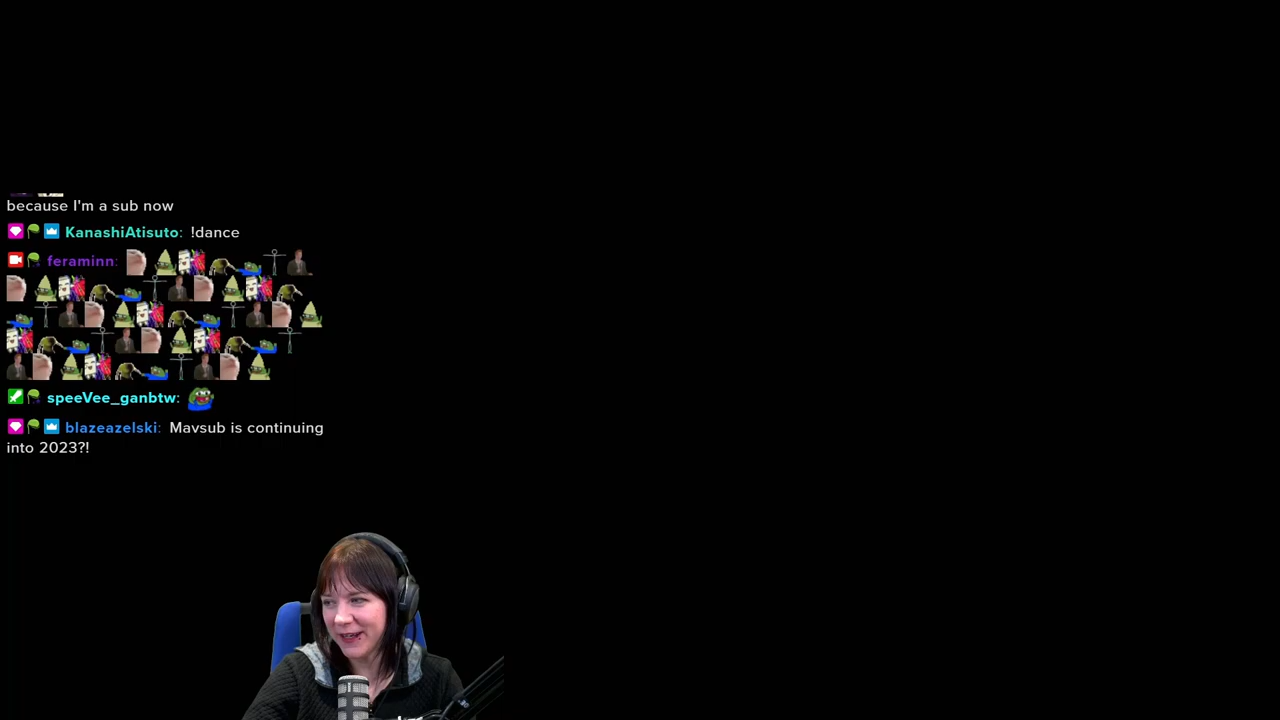 because I'm a sub now
KanashiAtisuto: !dance
feraminn:
speeVee_ganbtw:
blazeazelski: Mavsub is continuing
into 2023?!